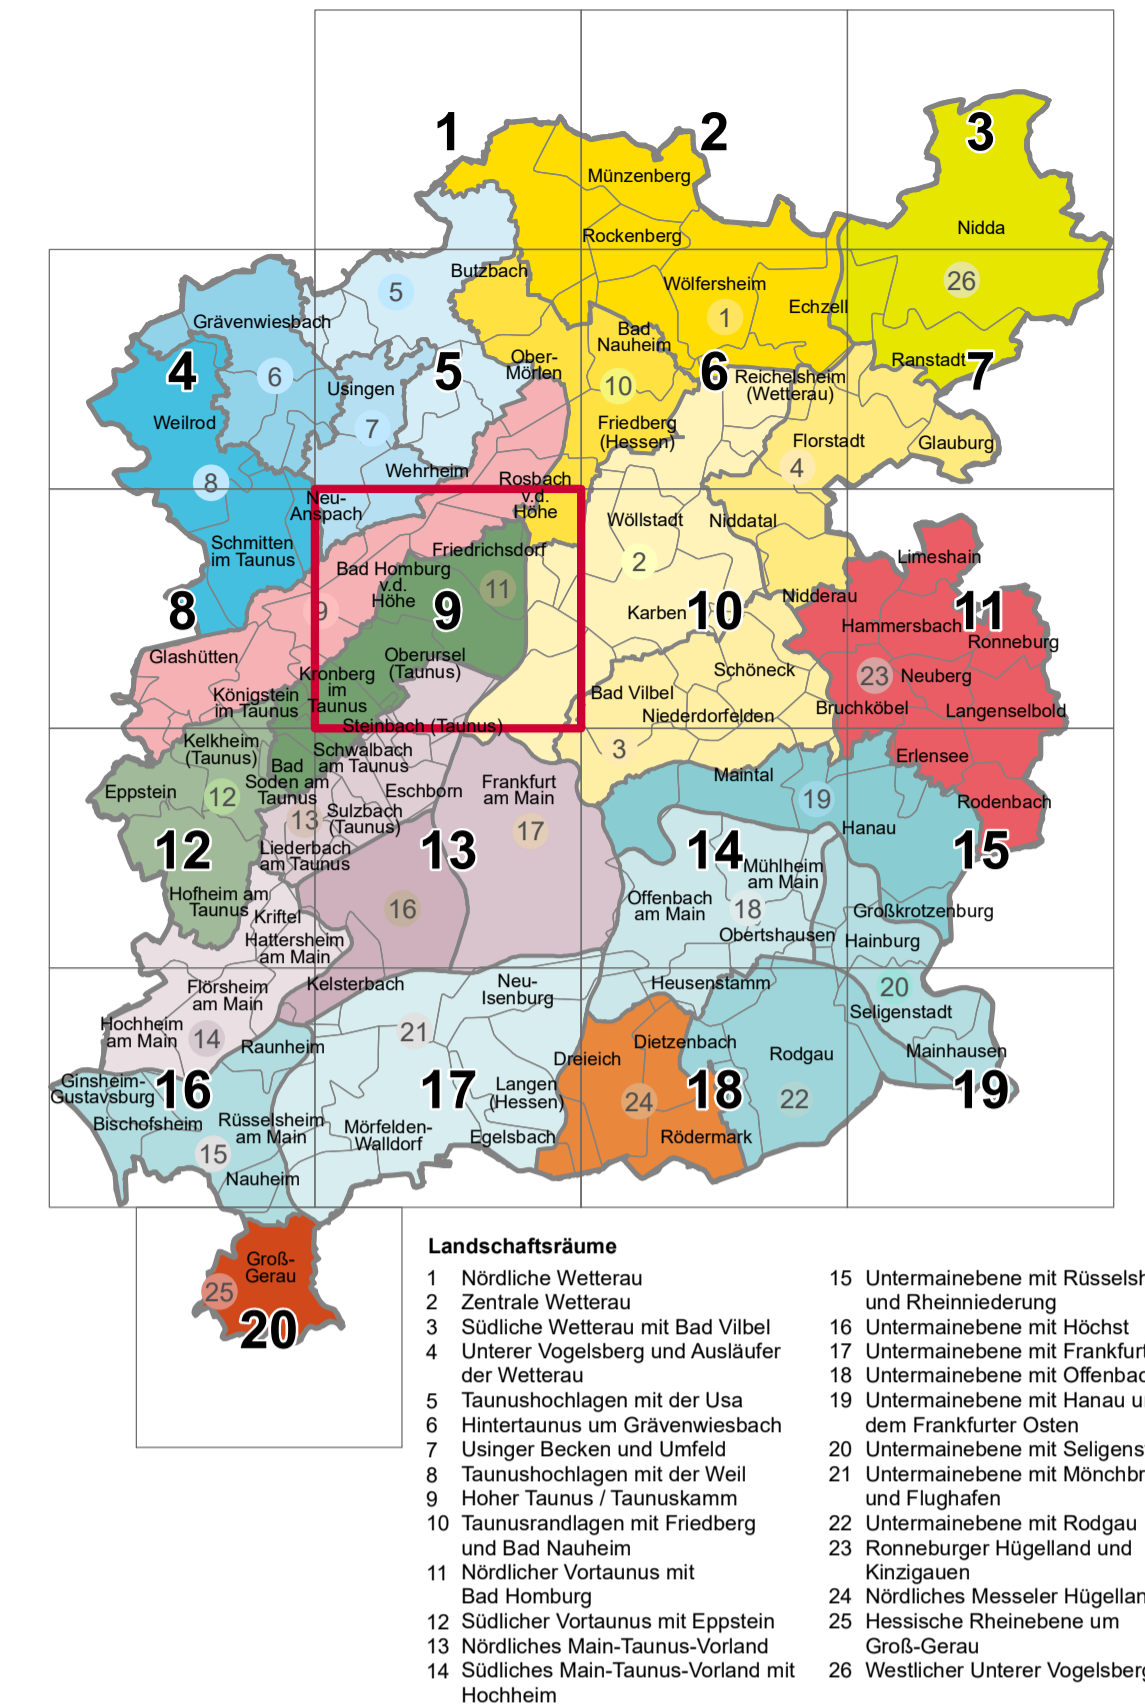 1
2
3
Münzenberg
Nidda
Rockenberg
Butzbach
5
Wölfersheim
26
Echzell
1
Grävenwiesbach
Bad
Nauheim
Ober-
Mörlen
Ranstadt
4
6
Usingen
5
10
6
Reichelsheim
(Wetterau)
7
Weilrod
7
Friedberg
(Hessen)
Florstadt
Glauburg
Wehrheim
4
8
Rosbach
v.d.
Höhe
Neu-
Anspach
Wöllstadt
Niddatal
Schmitten
im Taunus
Friedrichsdorf
2
Limeshain
Bad Homburg
v.d.
Höhe
11
Nidderau
8
9
9
Karben
10
Hammersbach
11
Ronneburg
Glashütten
Oberursel
(Taunus)
Schöneck
23
Neuberg
Kronberg
im
Taunus
Königstein
im Taunus
Bad Vilbel
Niederdorfelden
Bruchköbel
Langenselbold
Steinbach (Taunus)
Kelkheim
(Taunus)
Schwalbach
am Taunus
3
Erlensee
Bad
Soden am
Taunus
Maintal
Eppstein
12
Eschborn
Frankfurt
am Main
19
Rodenbach
13
Sulzbach
(Taunus)
17
Hanau
12
Liederbach
am Taunus
13
14
Mühlheim
am Main
15
Hofheim am
Taunus
16
Offenbach
am Main
18
Großkrotzenburg
Kriftel
Hattersheim
am Main
Obertshausen
Hainburg
Flörsheim
am Main
Kelsterbach
Neu-
Isenburg
Heusenstamm
20
Seligenstadt
Hochheim
am Main
14
21
Raunheim
Dreieich
Dietzenbach
Rodgau
Mainhausen
Ginsheim-
Gustavsburg
16
17
Langen
(Hessen)
24
18
22
19
Bischofsheim
Rüsselsheim
am Main
Mörfelden-
Walldorf
Egelsbach
Rödermark
15
Nauheim
Groß-
Gerau
25
20
Landschaftsräume
1 Nördliche Wetterau
2 Zentrale Wetterau
3 Südliche Wetterau mit Bad Vilbel
4 Unterer Vogelsberg und Ausläufer
der Wetterau
5 Taunushochlagen mit der Usa
6 Hintertaunus um Grävenwiesbach
7 Usinger Becken und Umfeld
8 Taunushochlagen mit der Weil
9 Hoher Taunus / Taunuskamm
10 Taunusrandlagen mit Friedberg
und Bad Nauheim
11 Nördlicher Vortaunus mit
Bad Homburg
12 Südlicher Vortaunus mit Eppstein
13 Nördliches Main-Taunus-Vorland
14 Südliches Main-Taunus-Vorland mit
Hochheim
15 Untermainebene mit Rüsselsh
und Rheinniederung
16 Untermainebene mit Höchst
17 Untermainebene mit Frankfurt
18 Untermainebene mit Offenbac
19 Untermainebene mit Hanau u
dem Frankfurter Osten
20 Untermainebene mit Seligens
21 Untermainebene mit Mönchbr
und Flughafen
22 Untermainebene mit Rodgau
23 Ronneburger Hügelland und
Kinzigauen
24 Nördliches Messeler Hügellan
25 Hessische Rheinebene um
Groß-Gerau
26 Westlicher Unterer Vogelsberg